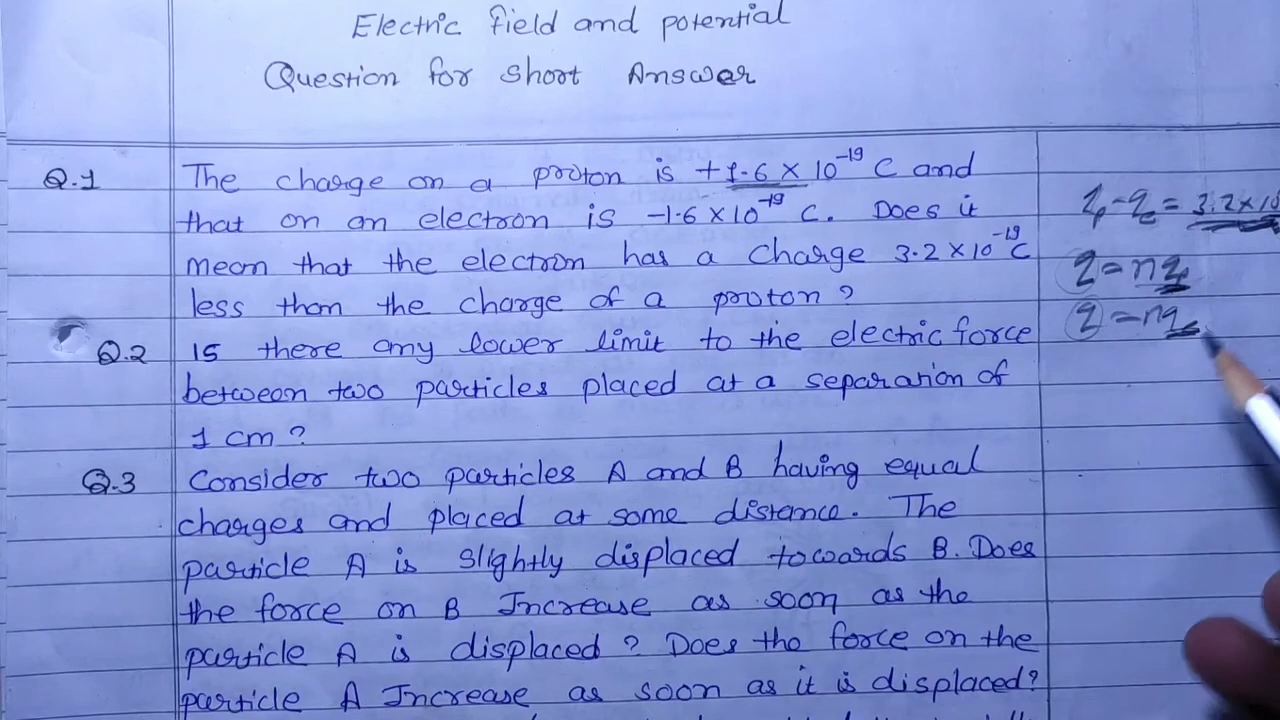 Electric field and potential
Question for short Answer
Q.1 The charge on a proton is +1.6 × 10⁻¹⁹ C and
that on an electron is -1.6 × 10⁻¹⁹ C. Does it
mean that the electron has a charge 3.2 × 10⁻¹⁹ C
less than the charge of a proton?
Q.2 Is there any lower limit to the electric force
between two particles placed at a separation of
1 cm?
Q.3 Consider two particles A and B having equal
charges and placed at some distance. The
particle A is slightly displaced towards B. Does
the force on B Increase as soon as the
particle A is displaced? Does the force on the
particle A Increase as soon as it is displaced?
= 3.2×10